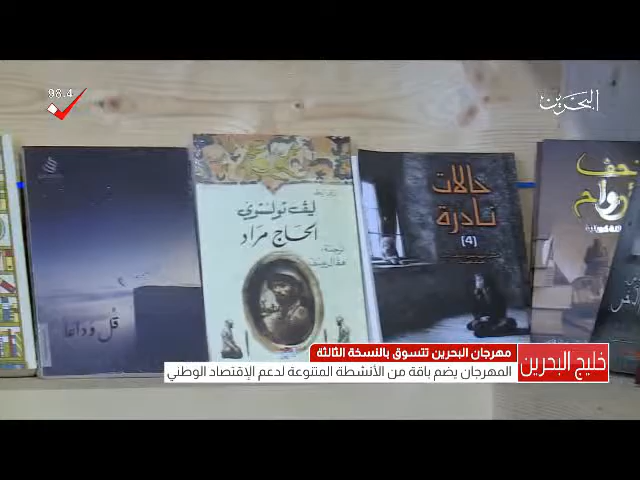 98.4
البحرين
قُل وداعاً
ليف تولستوي
الحاج مراد
ترجمة:
حالات
نادرة
[4]
مهرجان البحرين تتسوق بالنسخة الثالثة
المهرجان يضم باقة من الأنشطة المتنوعة لدعم الإقتصاد الوطني
خليج البحرين